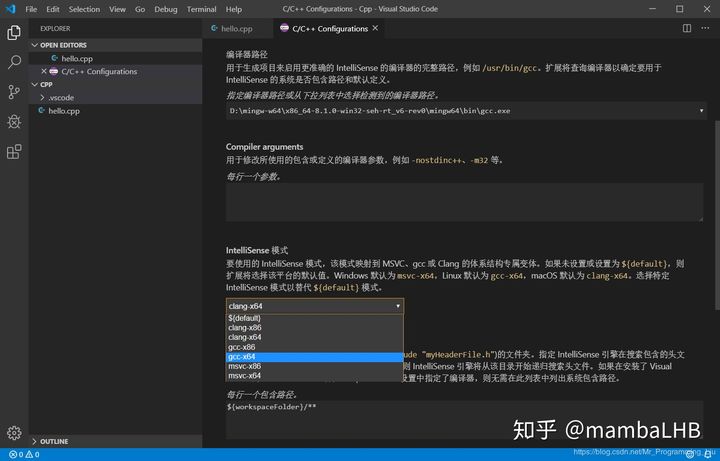 File Edit Selection View Go Debug Terminal Help
C/C++ Configurations - Cpp - Visual Studio Code
EXPLORER
OPEN EDITORS
hello.cpp
C/C++ Configurations
CPP
.vscode
hello.cpp
OUTLINE
hello.cpp
C/C++ Configurations
编译器路径
用于生成项目来启用更准确的 IntelliSense 的编译器的完整路径，例如 /usr/bin/gcc。扩展将查询编译器以确定要用于
IntelliSense 的系统是否包含路径和默认定义。
指定编译器路径或从下拉列表中选择检测到的编译器路径。
D:\mingw-w64\x86_64-8.1.0-win32-seh-rt_v6-rev0\mingw64\bin\gcc.exe
Compiler arguments
用于修改所使用的包含或定义的编译器参数，例如 -nostdinc++、-m32 等。
每行一个参数。
IntelliSense 模式
要使用的 IntelliSense 模式，该模式映射到 MSVC、gcc 或 Clang 的体系结构专属变体。如果未设置或设置为 ${default}，则
扩展将选择该平台的默认值。Windows 默认为 msvc-x64，Linux 默认为 gcc-x64，macOS 默认为 clang-x64。选择特定
IntelliSense 模式以替代 ${default} 模式。
clang-x64
${default}
clang-x86
clang-x64
gcc-x86
gcc-x64
msvc-x86
msvc-x64
ude "myHeaderFile.h")的文件夹。指定 IntelliSense 引擎在搜索包含的头文
则 IntelliSense 引擎将从该目录开始递归搜索头文件。如果在安装了 Visual
设置中指定了编译器，则无需在此列表中列出系统包含路径。
每行一个包含路径。
${workspaceFolder}/**
知乎 @mambaLHB
0 0